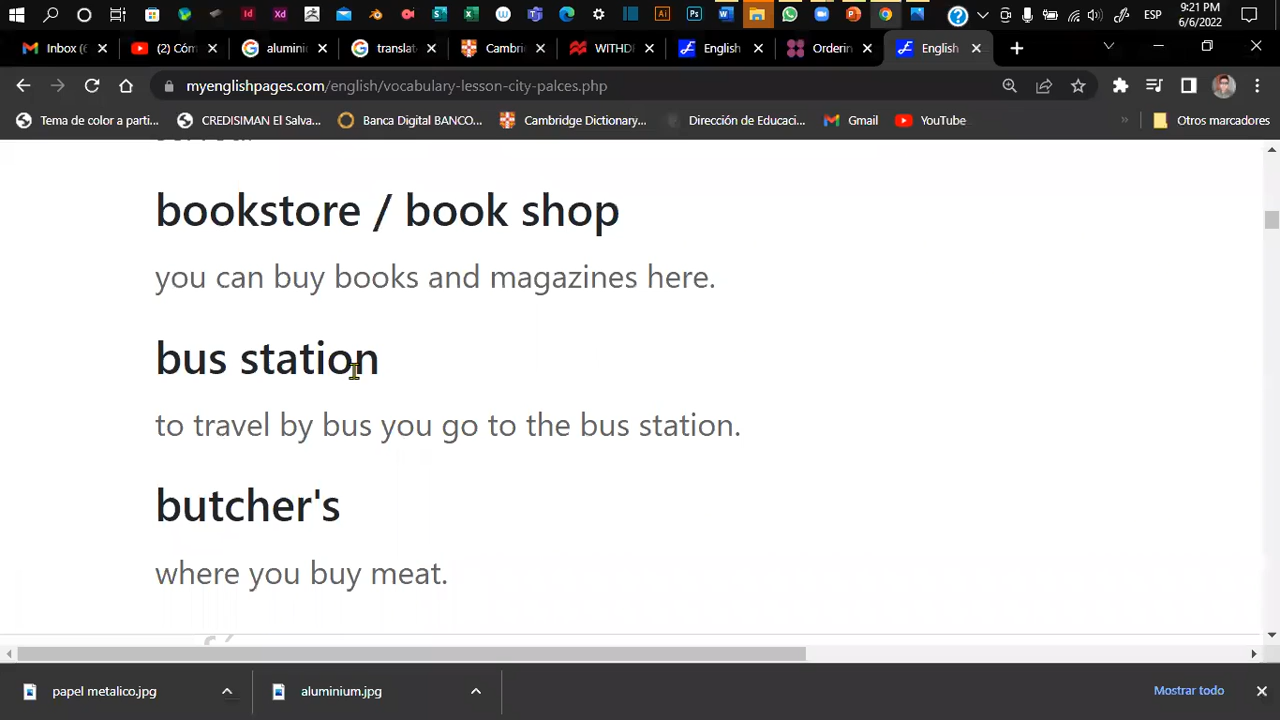 9:21 PM
ESP
6/6/2022
Inbox (6
(2) Cóm
alumini
translat
Cambri
WITHDI
English
Orderin
English
myenglishpages.com/english/vocabulary-lesson-city-palces.php
Tema de color a parti...
CREDISIMAN El Salva...
Banca Digital BANCO...
Cambridge Dictionary...
Dirección de Educaci...
Gmail
YouTube
Otros marcadores
bookstore / book shop
you can buy books and magazines here.
bus station
to travel by bus you go to the bus station.
butcher's
where you buy meat.
papel metalico.jpg
aluminium.jpg
Mostrar todo